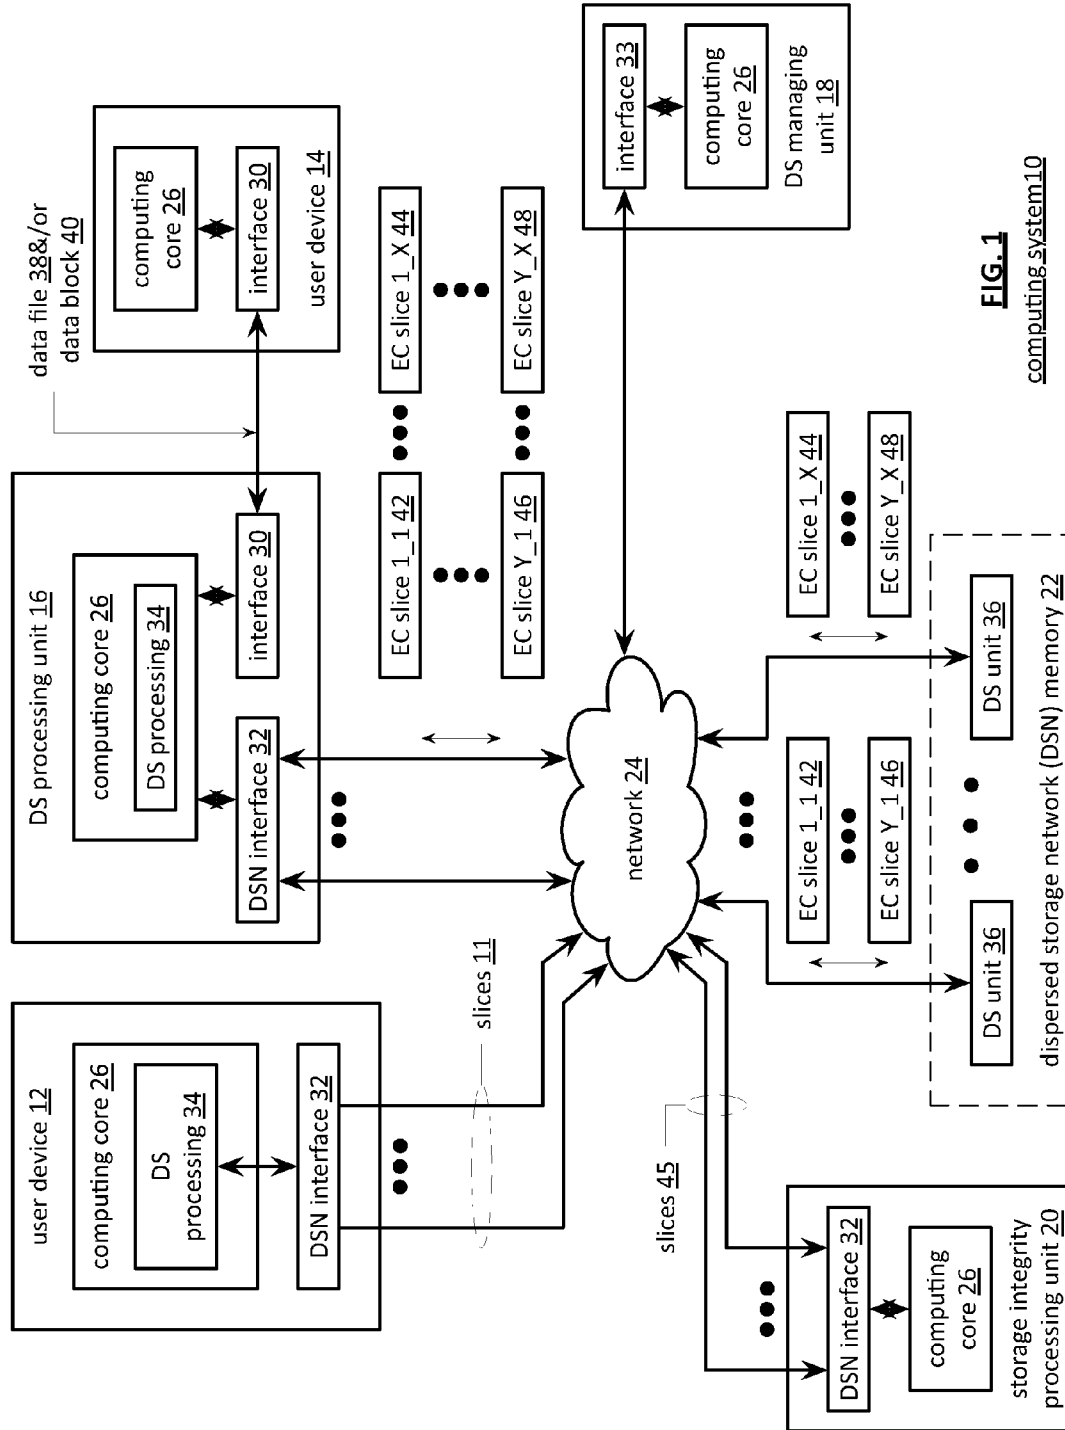 user device 12
computing core 26
DS
processing 34
DSN interface 32
slices 11
DS processing unit 16
computing core 26
DS processing 34
DSN interface 32
interface 30
data file 38&/or
data block 40
computing
core 26
interface 30
user device 14
EC slice 1_1 42
EC slice 1_X 44
EC slice Y_1 46
EC slice Y_X 48
network 24
interface 33
computing
core 26
DS managing
unit 18
slices 45
DSN interface 32
computing
core 26
storage integrity
processing unit 20
EC slice 1_1 42
EC slice Y_1 46
EC slice 1_X 44
EC slice Y_X 48
DS unit 36
DS unit 36
dispersed storage network (DSN) memory 22
FIG. 1
computing system10